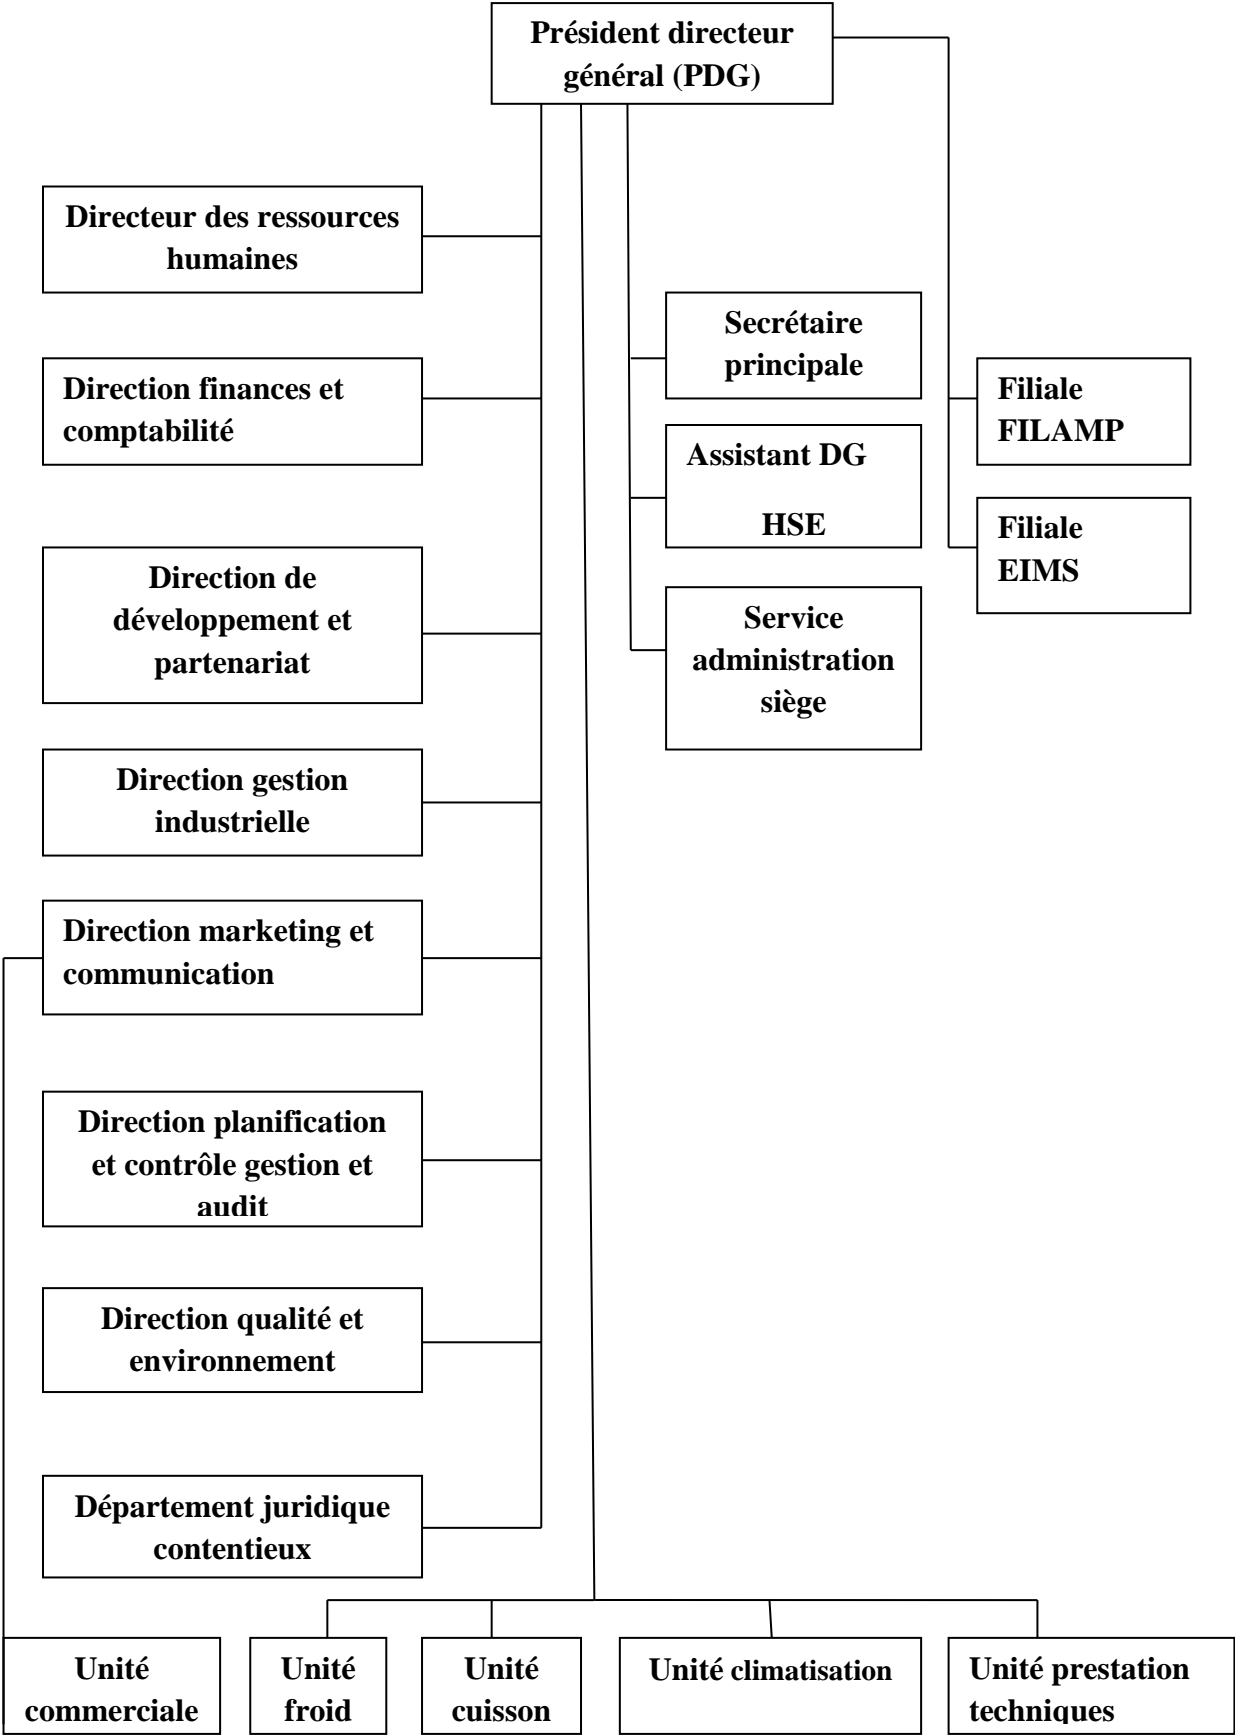 Président directeur
général (PDG)
Directeur des ressources
humaines
Secrétaire
principale
Direction finances et
comptabilité
Filiale
FILAMP
Assistant DG
HSE
Filiale
EIMS
Direction de
développement et
partenariat
Service
administration
siège
Direction gestion
industrielle
Direction marketing et
communication
Direction planification
et contrôle gestion et
audit
Direction qualité et
environnement
Département juridique
contentieux
Unité
commerciale
Unité
froid
Unité
cuisson
Unité climatisation
Unité prestation
techniques